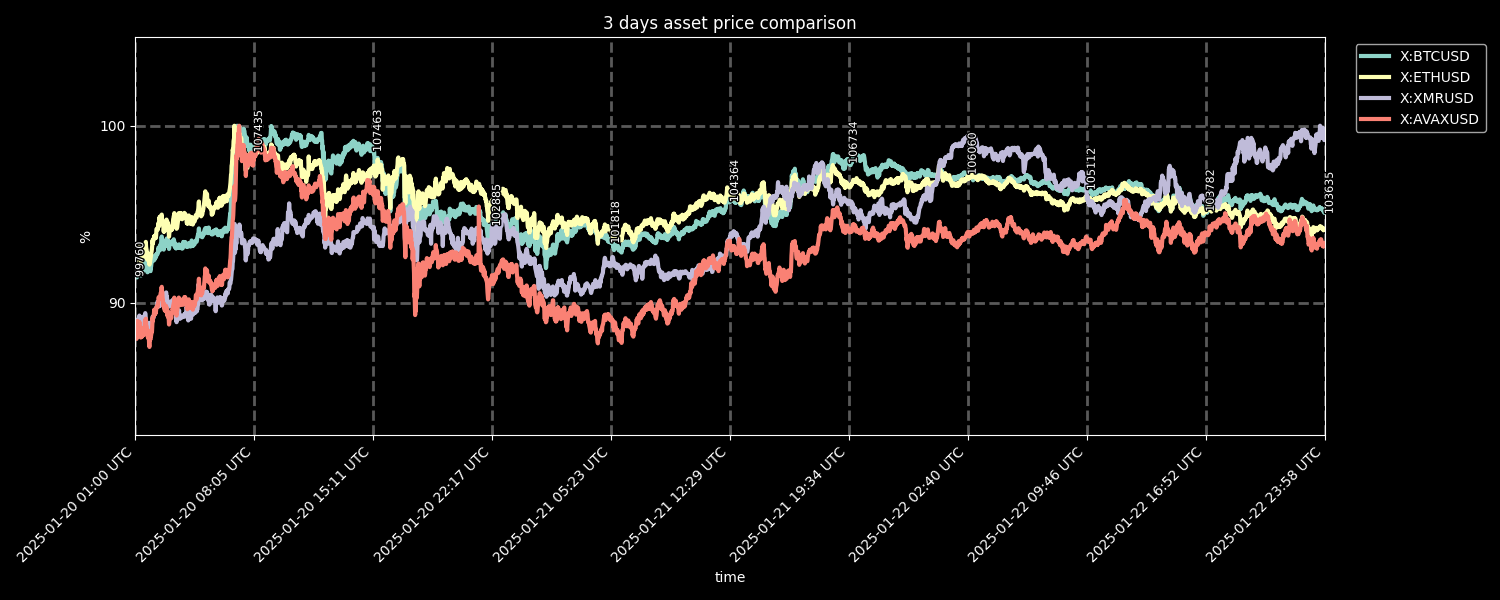 3 days asset price comparison
X:BTCUSD
X:ETHUSD
X:XMRUSD
X:AVAXUSD
100
90
%
99760
107435
107463
102885
101818
104364
106734
106060
105112
103782
103635
2025-01-20 01:00 UTC
2025-01-20 08:05 UTC
2025-01-20 15:11 UTC
2025-01-20 22:17 UTC
2025-01-21 05:23 UTC
2025-01-21 12:29 UTC
2025-01-21 19:34 UTC
2025-01-22 02:40 UTC
2025-01-22 09:46 UTC
2025-01-22 16:52 UTC
2025-01-22 23:58 UTC
time